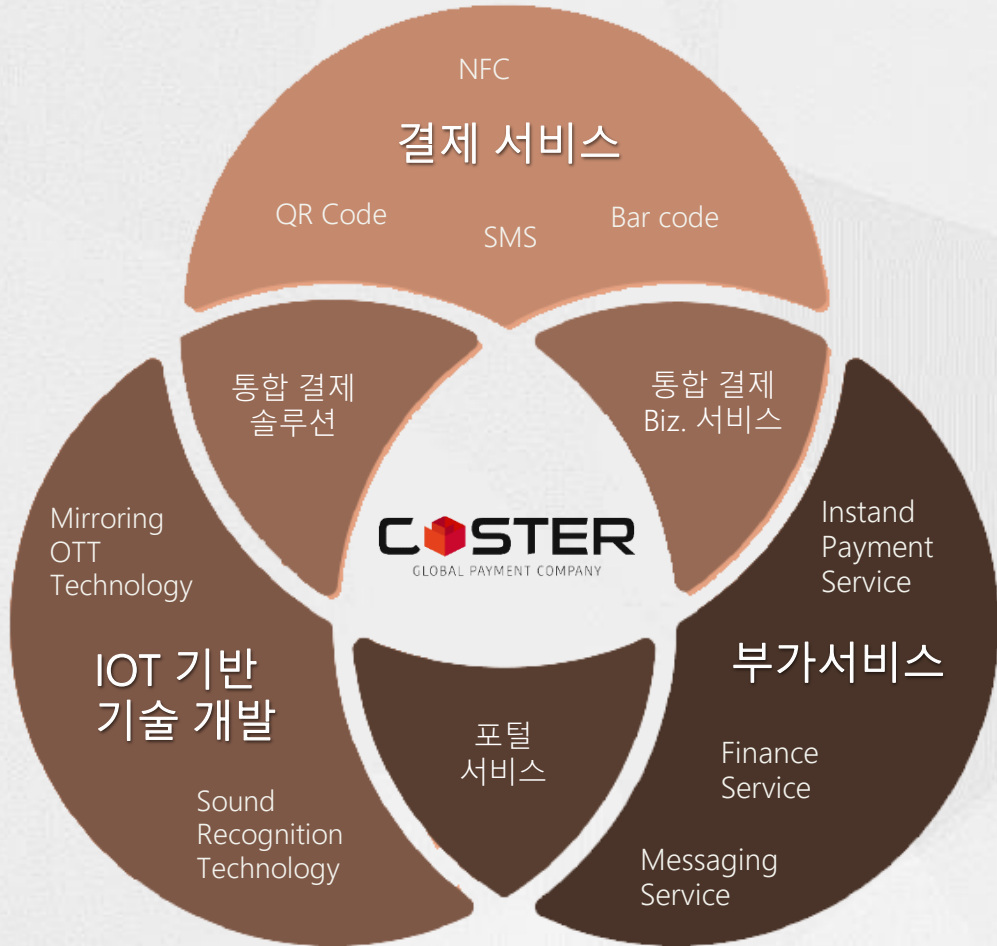 NFC
결제 서비스
QR Code
SMS
Bar code
통합 결제
솔루션
통합 결제
Biz. 서비스
COSTER
GLOBAL PAYMENT COMPANY
Mirroring
OTT
Technology
IOT 기반
기술 개발
Sound
Recognition
Technology
포털
서비스
Instand
Payment
Service
부가서비스
Finance
Service
Messaging
Service